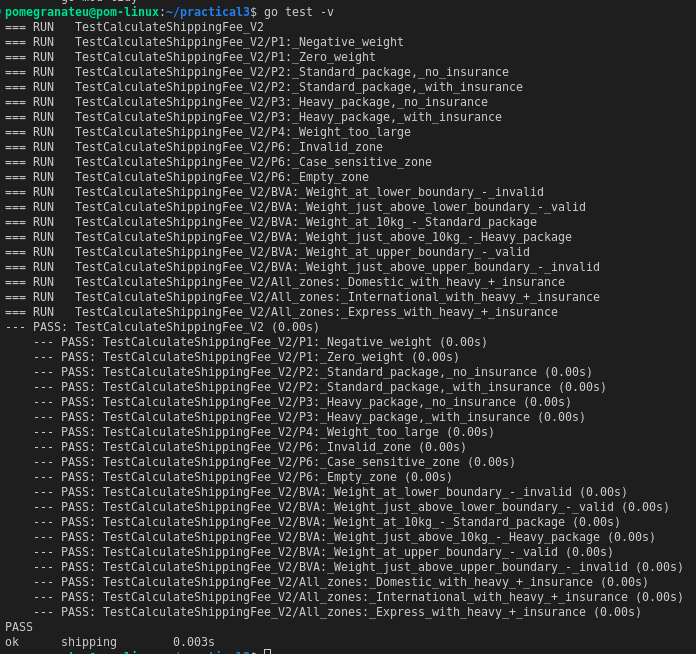 pomegranateu@pom-linux:~/practical3$ go test -v
=== RUN   TestCalculateShippingFee_V2
=== RUN   TestCalculateShippingFee_V2/P1:_Negative_weight
=== RUN   TestCalculateShippingFee_V2/P1:_Zero_weight
=== RUN   TestCalculateShippingFee_V2/P2:_Standard_package,_no_insurance
=== RUN   TestCalculateShippingFee_V2/P2:_Standard_package,_with_insurance
=== RUN   TestCalculateShippingFee_V2/P3:_Heavy_package,_no_insurance
=== RUN   TestCalculateShippingFee_V2/P3:_Heavy_package,_with_insurance
=== RUN   TestCalculateShippingFee_V2/P4:_Weight_too_large
=== RUN   TestCalculateShippingFee_V2/P6:_Invalid_zone
=== RUN   TestCalculateShippingFee_V2/P6:_Case_sensitive_zone
=== RUN   TestCalculateShippingFee_V2/P6:_Empty_zone
=== RUN   TestCalculateShippingFee_V2/BVA:_Weight_at_lower_boundary_-_invalid
=== RUN   TestCalculateShippingFee_V2/BVA:_Weight_just_above_lower_boundary_-_valid
=== RUN   TestCalculateShippingFee_V2/BVA:_Weight_at_10kg_-_Standard_package
=== RUN   TestCalculateShippingFee_V2/BVA:_Weight_just_above_10kg_-_Heavy_package
=== RUN   TestCalculateShippingFee_V2/BVA:_Weight_at_upper_boundary_-_valid
=== RUN   TestCalculateShippingFee_V2/BVA:_Weight_just_above_upper_boundary_-_invalid
=== RUN   TestCalculateShippingFee_V2/All_zones:_Domestic_with_heavy_+_insurance
=== RUN   TestCalculateShippingFee_V2/All_zones:_International_with_heavy_+_insurance
=== RUN   TestCalculateShippingFee_V2/All_zones:_Express_with_heavy_+_insurance
--- PASS: TestCalculateShippingFee_V2 (0.00s)
    --- PASS: TestCalculateShippingFee_V2/P1:_Negative_weight (0.00s)
    --- PASS: TestCalculateShippingFee_V2/P1:_Zero_weight (0.00s)
    --- PASS: TestCalculateShippingFee_V2/P2:_Standard_package,_no_insurance (0.00s)
    --- PASS: TestCalculateShippingFee_V2/P2:_Standard_package,_with_insurance (0.00s)
    --- PASS: TestCalculateShippingFee_V2/P3:_Heavy_package,_no_insurance (0.00s)
    --- PASS: TestCalculateShippingFee_V2/P3:_Heavy_package,_with_insurance (0.00s)
    --- PASS: TestCalculateShippingFee_V2/P4:_Weight_too_large (0.00s)
    --- PASS: TestCalculateShippingFee_V2/P6:_Invalid_zone (0.00s)
    --- PASS: TestCalculateShippingFee_V2/P6:_Case_sensitive_zone (0.00s)
    --- PASS: TestCalculateShippingFee_V2/P6:_Empty_zone (0.00s)
    --- PASS: TestCalculateShippingFee_V2/BVA:_Weight_at_lower_boundary_-_invalid (0.00s)
    --- PASS: TestCalculateShippingFee_V2/BVA:_Weight_just_above_lower_boundary_-_valid (0.00s)
    --- PASS: TestCalculateShippingFee_V2/BVA:_Weight_at_10kg_-_Standard_package (0.00s)
    --- PASS: TestCalculateShippingFee_V2/BVA:_Weight_just_above_10kg_-_Heavy_package (0.00s)
    --- PASS: TestCalculateShippingFee_V2/BVA:_Weight_at_upper_boundary_-_valid (0.00s)
    --- PASS: TestCalculateShippingFee_V2/BVA:_Weight_just_above_upper_boundary_-_invalid (0.00s)
    --- PASS: TestCalculateShippingFee_V2/All_zones:_Domestic_with_heavy_+_insurance (0.00s)
    --- PASS: TestCalculateShippingFee_V2/All_zones:_International_with_heavy_+_insurance (0.00s)
    --- PASS: TestCalculateShippingFee_V2/All_zones:_Express_with_heavy_+_insurance (0.00s)
PASS
ok      shipping        0.003s